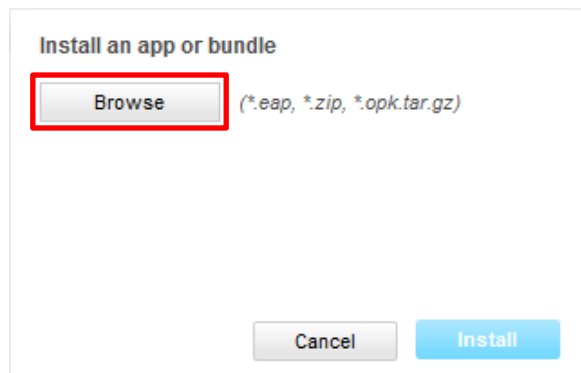 Install an app or bundle
Browse (*.eap, *.zip, *.opk.tar.gz)
Cancel Install